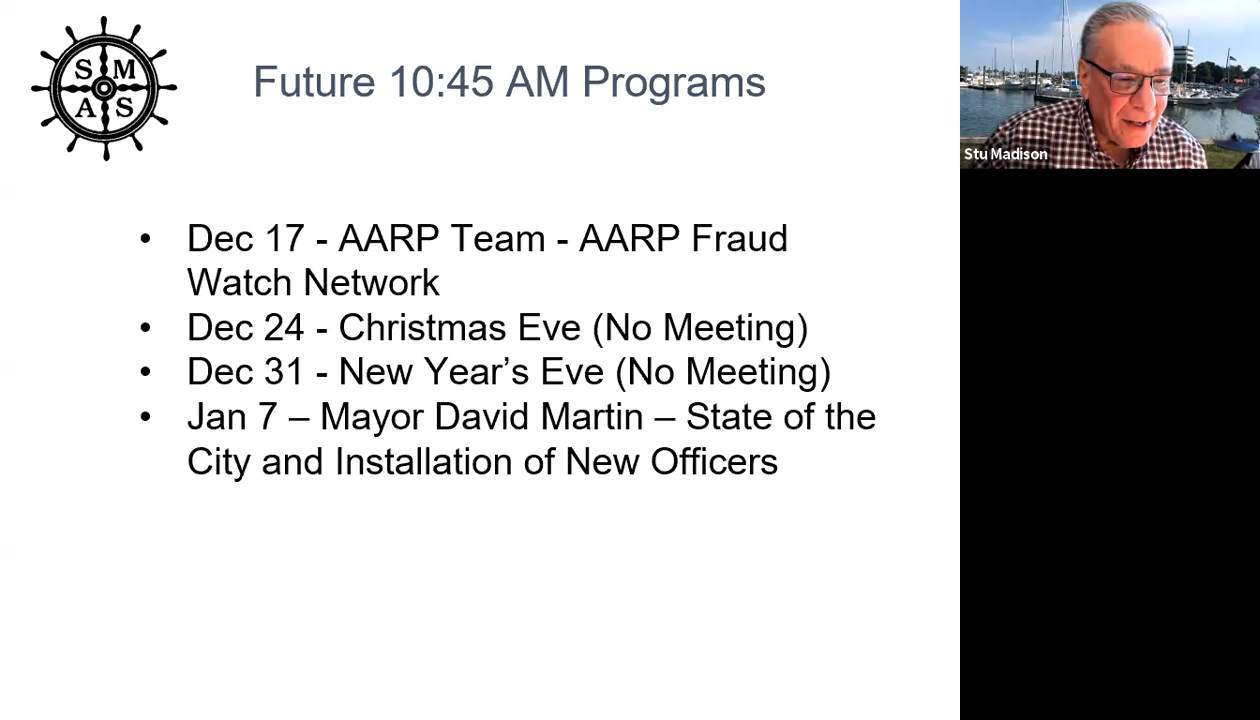 S M
A S
Future 10:45 AM Programs
Stu Madison
• Dec 17 - AARP Team - AARP Fraud
Watch Network
• Dec 24 - Christmas Eve (No Meeting)
• Dec 31 - New Year’s Eve (No Meeting)
• Jan 7 – Mayor David Martin – State of the
City and Installation of New Officers